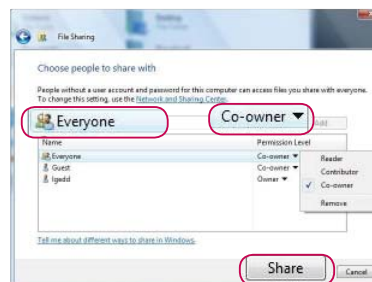 File Sharing
Choose people to share with
People without a user account and password for this computer can access files you share with everyone.
To change this setting, use the Network and Sharing Center.
Everyone
Co-owner
Add
Name Permission Level
Everyone Co-owner
Guest Co-owner
lgedd Owner
Reader
Contributor
Co-owner
Remove
Tell me about different ways to share in Windows.
Share
Cancel